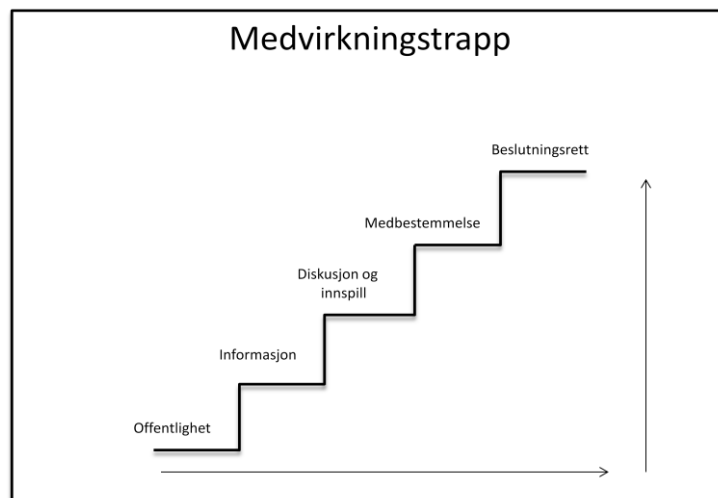 Medvirkningstrapp
Beslutningsrett
Medbestemmelse
Diskusjon og
innspill
Informasjon
Offentlighet